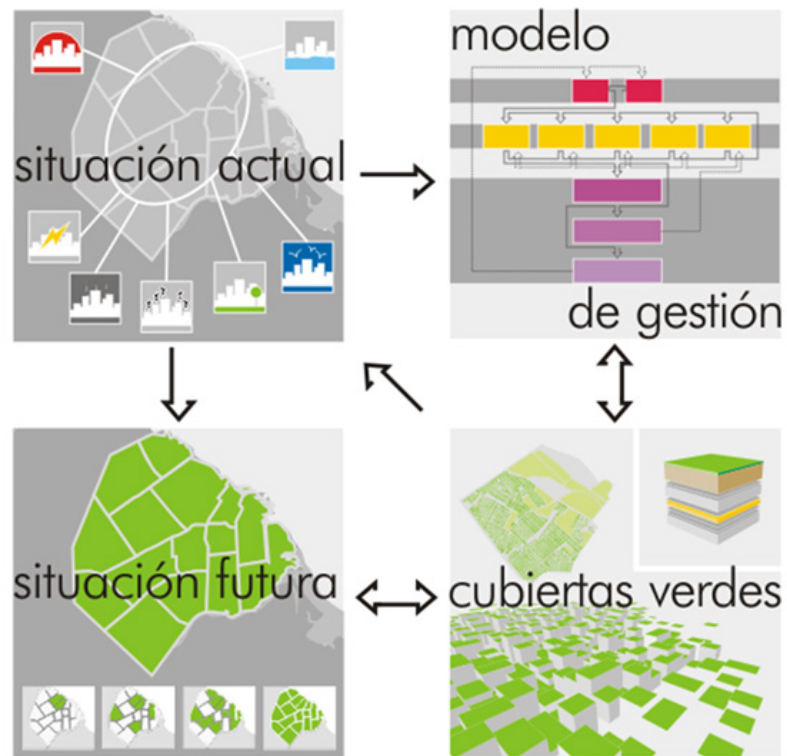 situación actual
modelo
de gestión
situación futura
cubiertas verdes